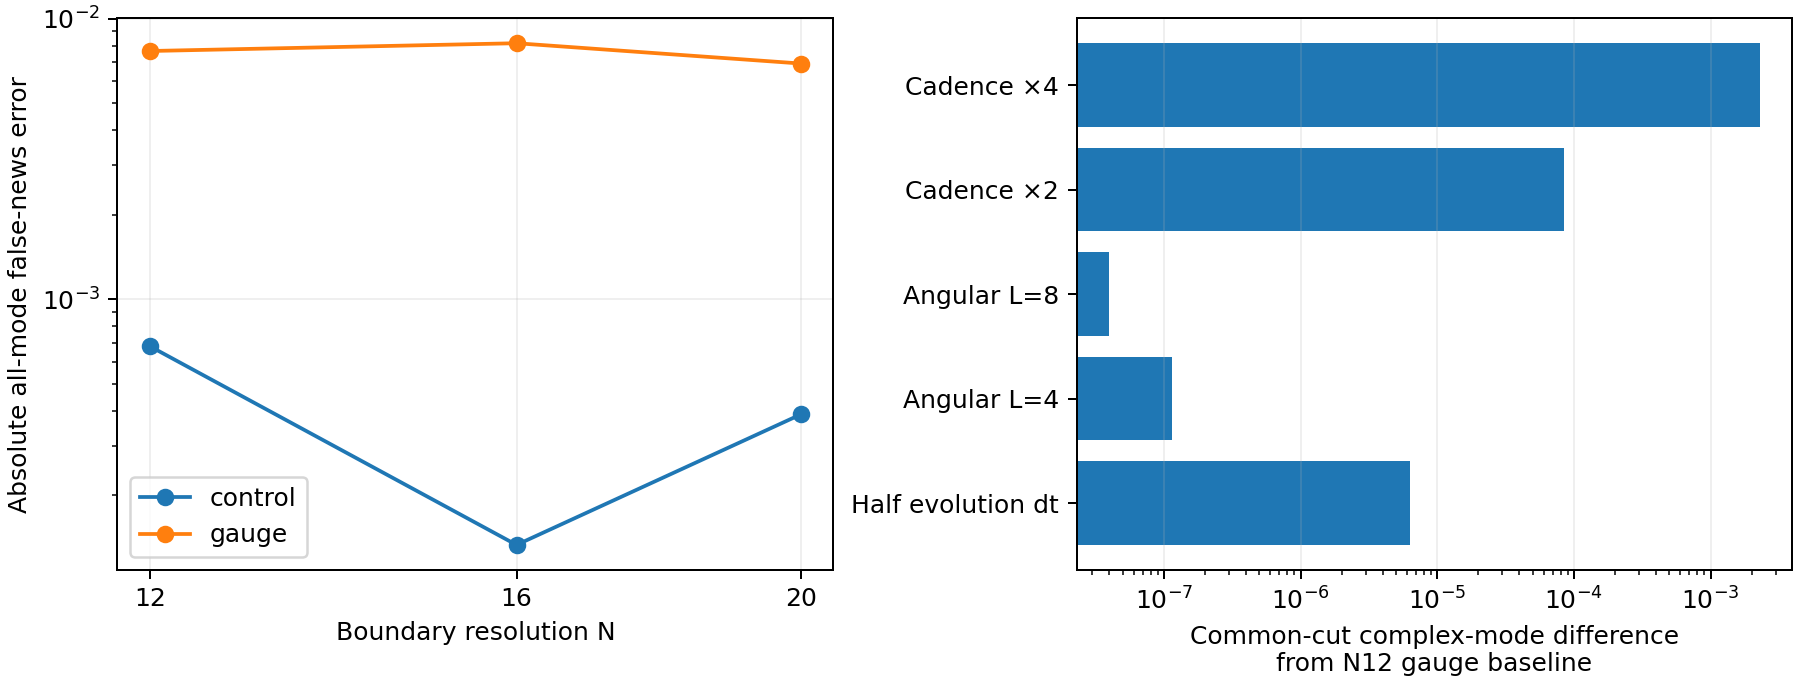 Absolute all-mode false-news error
10⁻²
10⁻³
12
16
20
Boundary resolution N
control
gauge
Cadence ×4
Cadence ×2
Angular L=8
Angular L=4
Half evolution dt
10⁻⁷
10⁻⁶
10⁻⁵
10⁻⁴
10⁻³
Common-cut complex-mode difference
from N12 gauge baseline